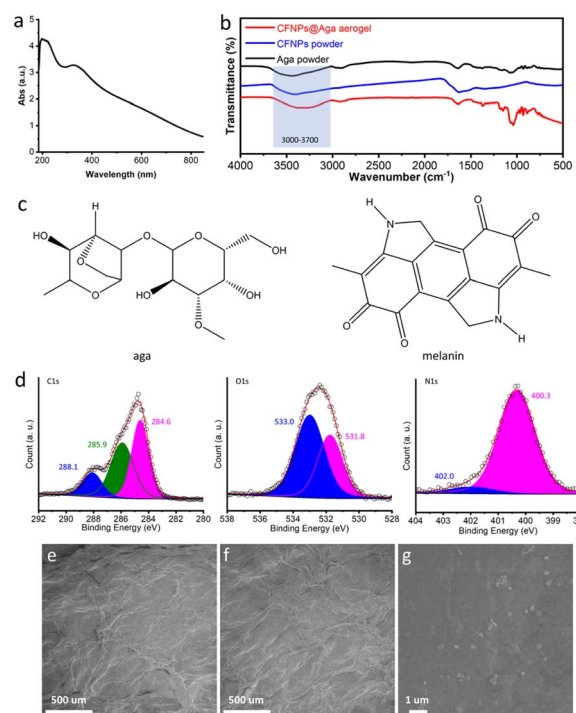 a
5
4
3
2
1
0
Abs (a.u.)
200 400 600 800
Wavelength (nm)
b
CFNPs@Aga aerogel
CFNPs powder
Aga powder
Transmittance (%)
3000-3700
4000 3500 3000 2500 2000 1500 1000 500
Wavenumber (cm⁻¹)
c
H
HO
O
O
O
O
OH
HO
OH
O
aga
H
N
O
O
O
O
N
H
melanin
d
C1s
284.6
285.9
288.1
Count (a. u.)
292 290 288 286 284 282 280
Binding Energy (eV)
O1s
533.0
531.8
Count (a. u.)
538 536 534 532 530 528
Binding Energy (eV)
N1s
400.3
402.0
Count (a. u.)
404 402 400 399
Binding Energy (eV)
e
500 um
f
500 um
g
1 um